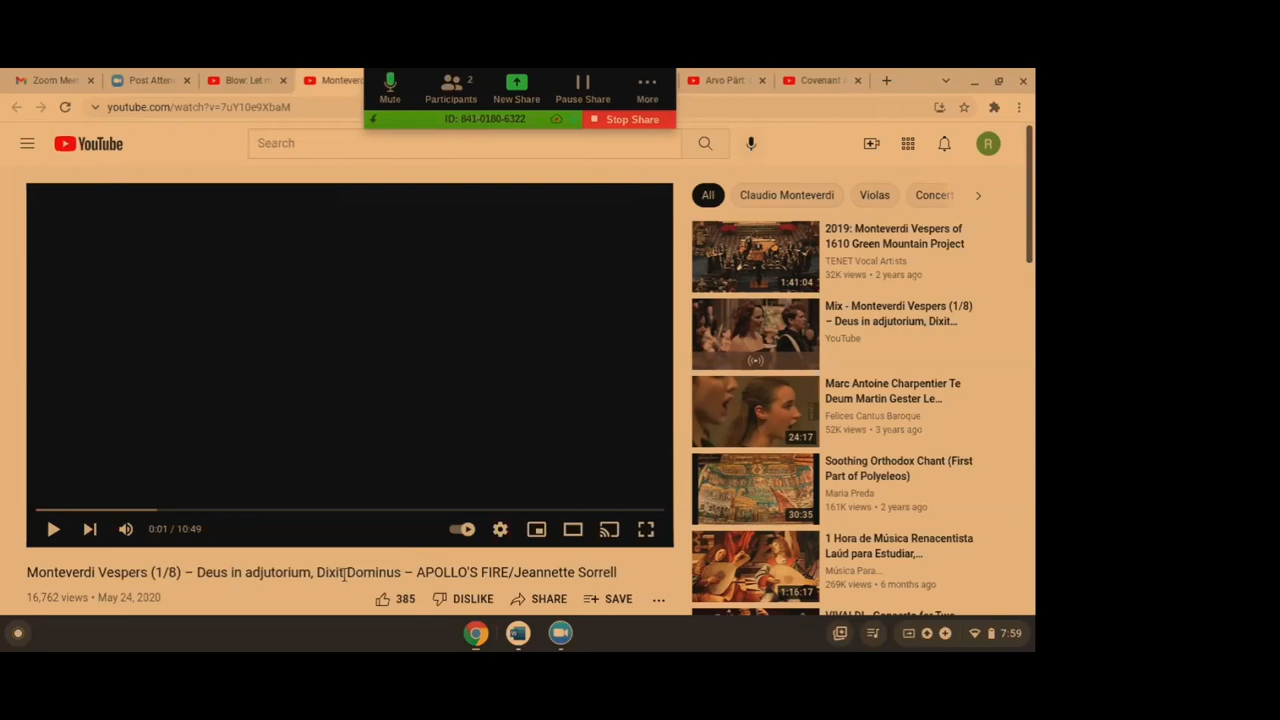 Zoom Mee
Post Atten
Blow: Let m
Monteverd
Arvo Pärt: S
Covenant A
youtube.com/watch?v=7uY10e9XbaM
Mute
Participants
2
New Share
Pause Share
More
ID: 841-0180-6322
Stop Share
YouTube
Search
R
All
Claudio Monteverdi
Violas
Concert
2019: Monteverdi Vespers of
1610 Green Mountain Project
TENET Vocal Artists
32K views • 2 years ago
1:41:04
Mix - Monteverdi Vespers (1/8)
– Deus in adjutorium, Dixit...
YouTube
Marc Antoine Charpentier Te
Deum Martin Gester Le...
Felices Cantus Baroque
52K views • 3 years ago
24:17
Soothing Orthodox Chant (First
Part of Polyeleos)
Maria Preda
161K views • 2 years ago
30:35
1 Hora de Música Renacentista
Laúd para Estudiar,...
Música Para...
269K views • 6 months ago
1:16:17
VIVALDI - Concerto for Two
0:01 / 10:49
Monteverdi Vespers (1/8) – Deus in adjutorium, Dixit Dominus – APOLLO'S FIRE/Jeannette Sorrell
16,762 views • May 24, 2020
385
DISLIKE
SHARE
SAVE
7:59